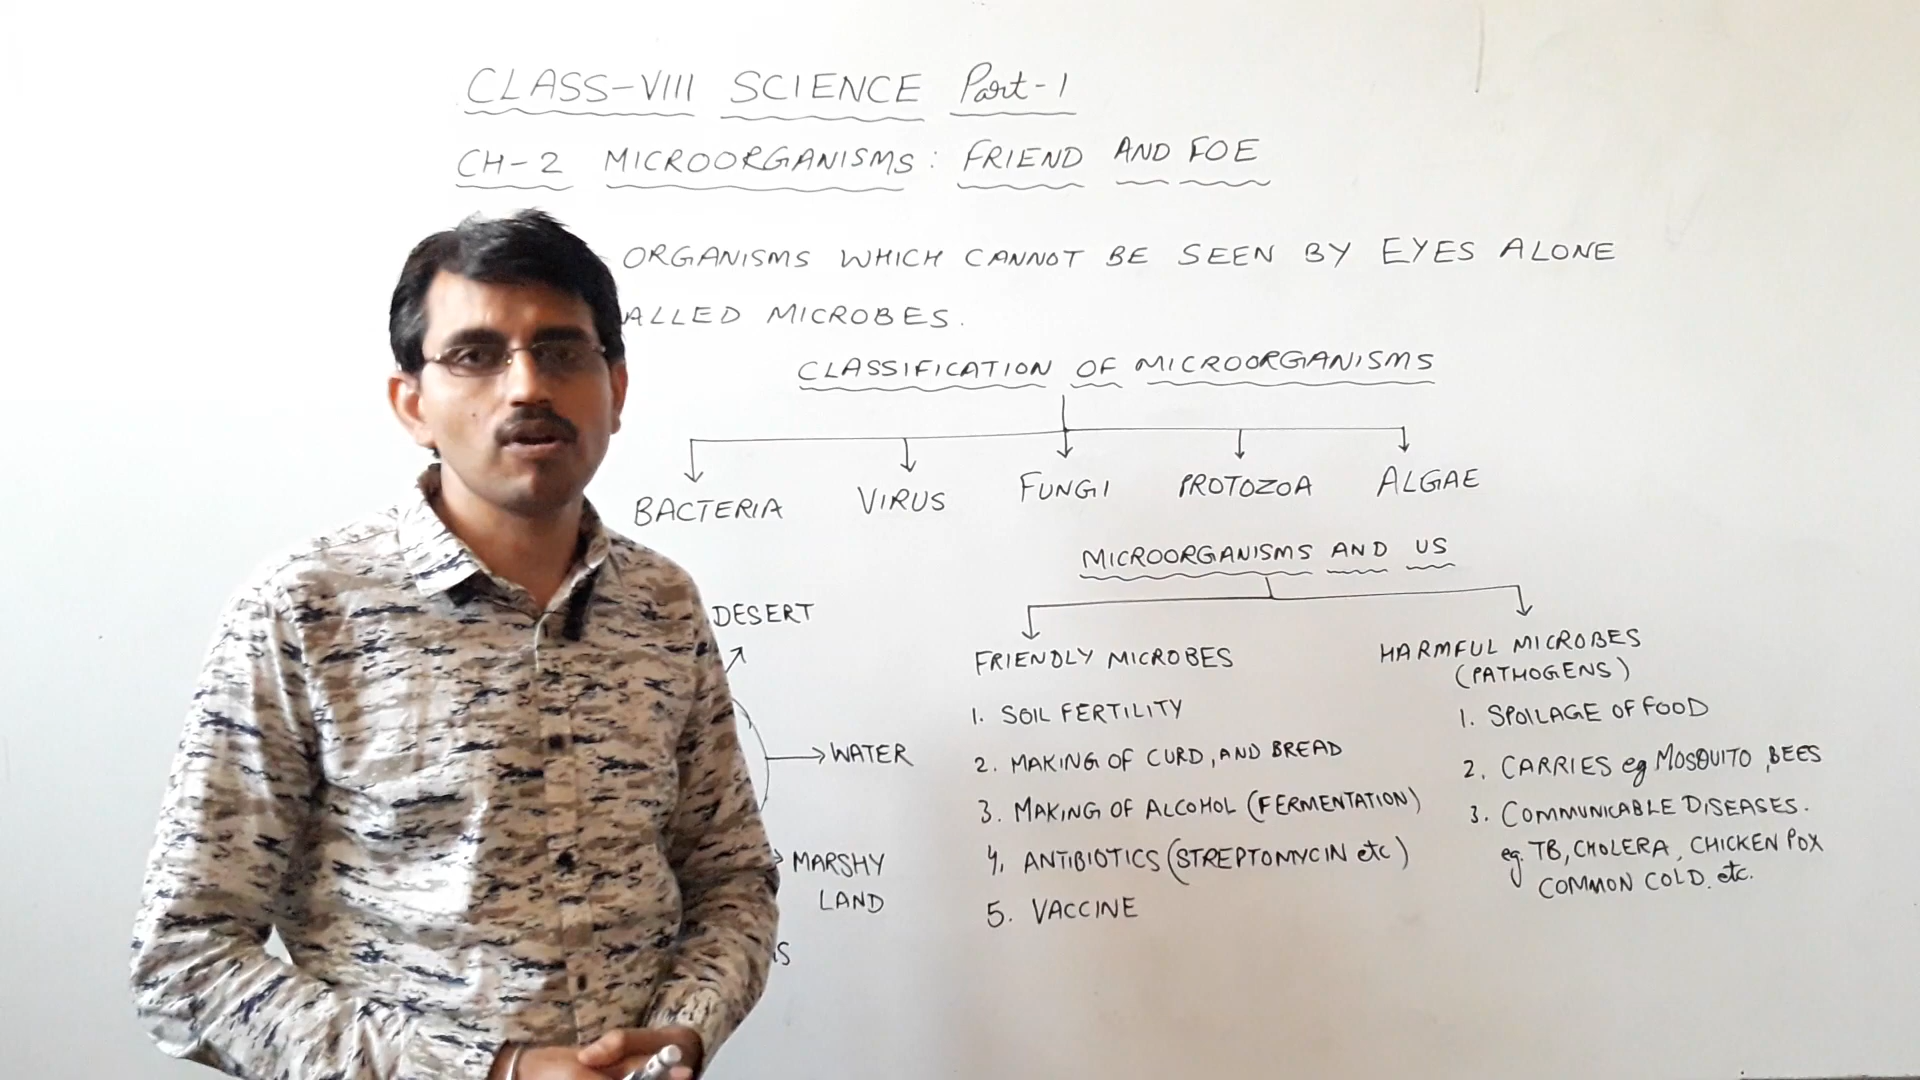 CLASS-VIII SCIENCE Part-1
CH-2 MICROORGANISMS: FRIEND AND FOE
ORGANISMS WHICH CANNOT BE SEEN BY EYES ALONE
ALLED MICROBES.
CLASSIFICATION OF MICROORGANISMS
BACTERIA VIRUS FUNGI PROTOZOA ALGAE
DESERT
WATER
MARSHY
LAND
MICROORGANISMS AND US
FRIENDLY MICROBES
1. SOIL FERTILITY
2. MAKING OF CURD, AND BREAD
3. MAKING OF ALCOHOL (FERMENTATION)
4. ANTIBIOTICS (STREPTOMYCIN etc)
5. VACCINE
HARMFUL MICROBES
(PATHOGENS)
1. SPOILAGE OF FOOD
2. CARRIES eg MOSQUITO, BEES
3. COMMUNICABLE DISEASES.
eg. TB, CHOLERA, CHICKEN POX
COMMON COLD. etc.